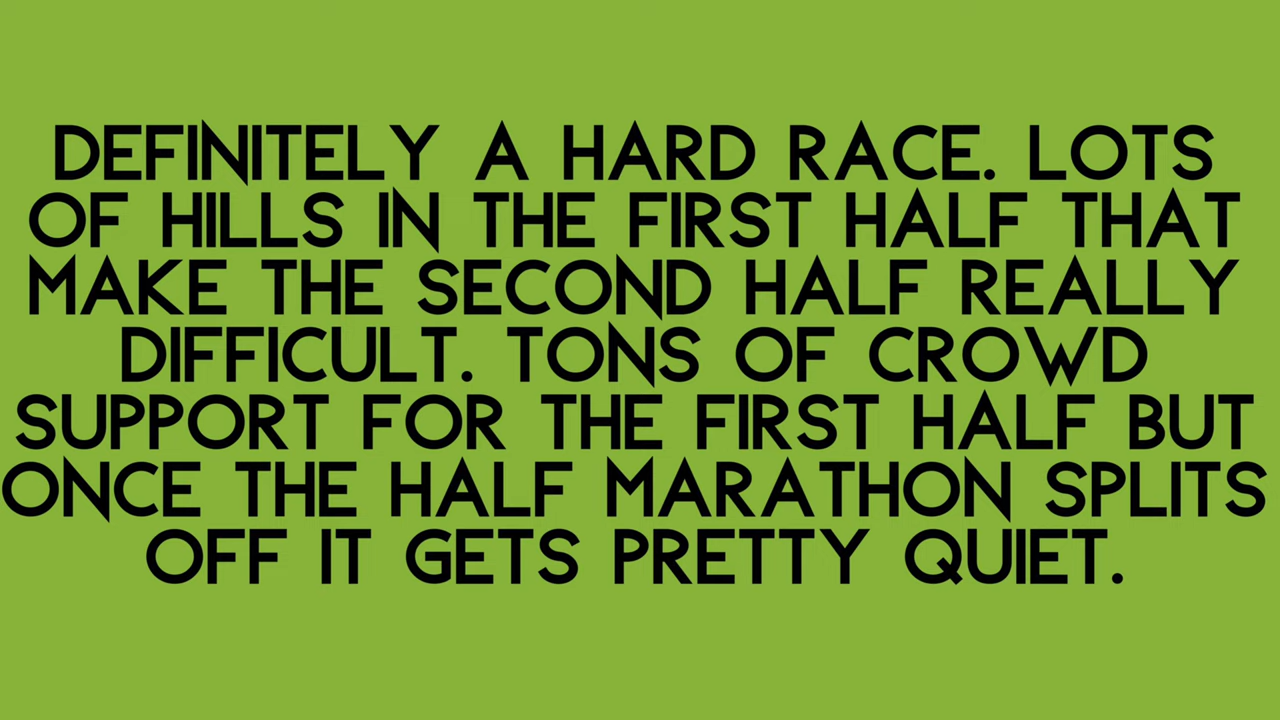 DEFINITELY A HARD RACE. LOTS
OF HILLS IN THE FIRST HALF THAT
MAKE THE SECOND HALF REALLY
DIFFICULT. TONS OF CROWD
SUPPORT FOR THE FIRST HALF BUT
ONCE THE HALF MARATHON SPLITS
OFF IT GETS PRETTY QUIET.